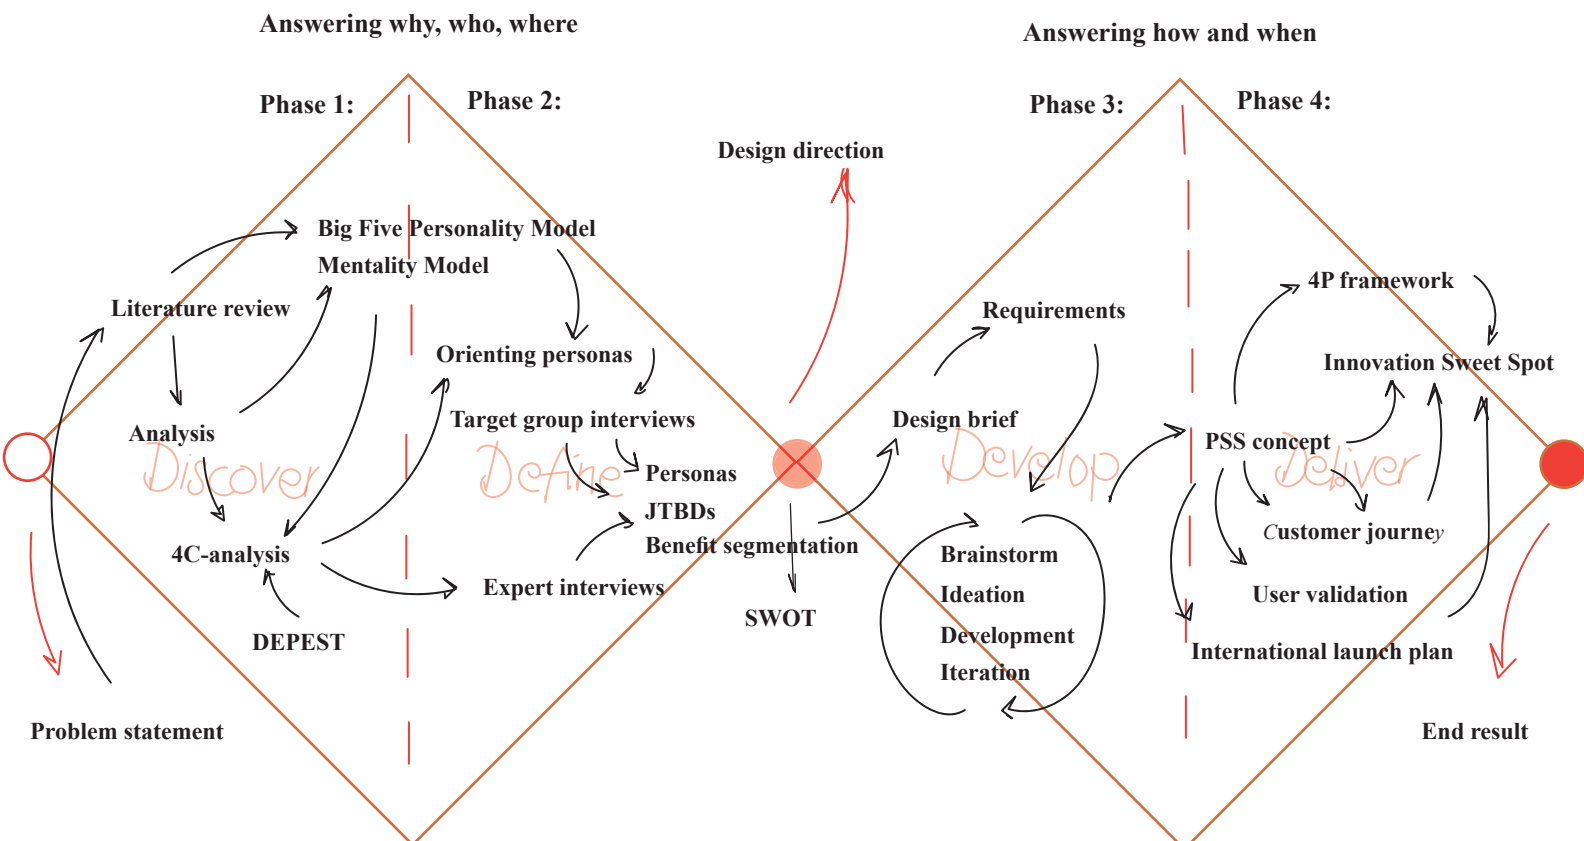 Answering why, who, where
Answering how and when
Phase 1:
Phase 2:
Phase 3:
Phase 4:
Design direction
Big Five Personality Model
Mentality Model
Literature review
Orienting personas
Analysis
Target group interviews
Discover
Define
Personas
JTBDs
Benefit segmentation
4C-analysis
Expert interviews
DEPEST
SWOT
Problem statement
Requirements
Design brief
Develop
Brainstorm
Ideation
Development
Iteration
4P framework
Innovation Sweet Spot
PSS concept
Deliver
Customer journey
User validation
International launch plan
End result